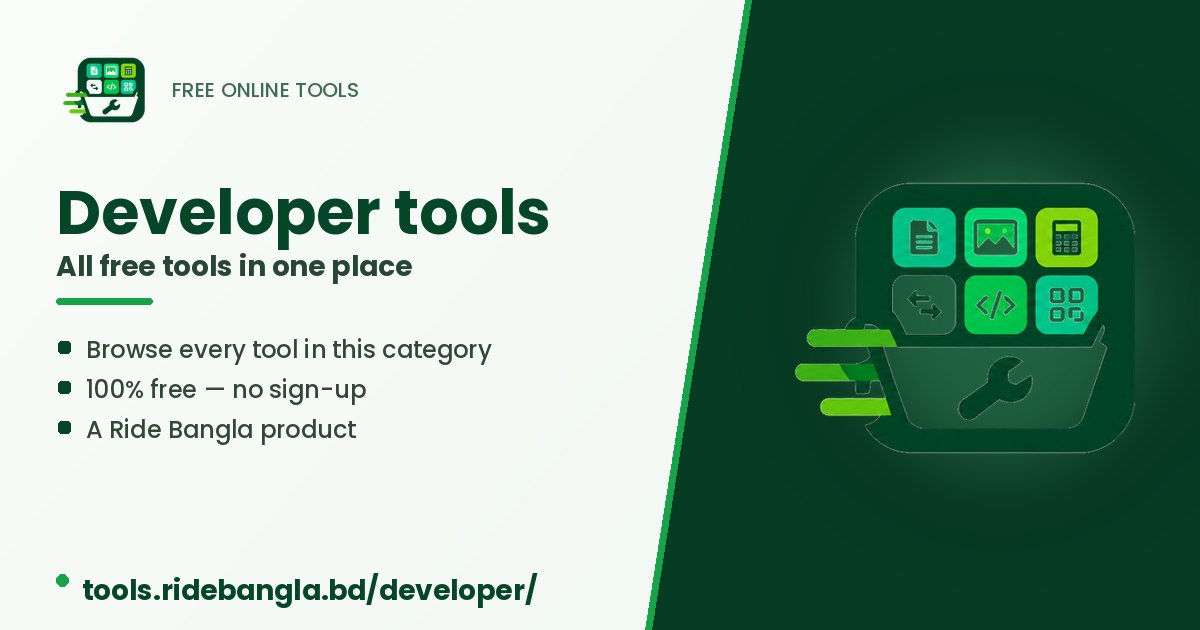 FREE ONLINE TOOLS
Developer tools
All free tools in one place
Browse every tool in this category
100% free — no sign-up
A Ride Bangla product
tools.ridebangla.bd/developer/